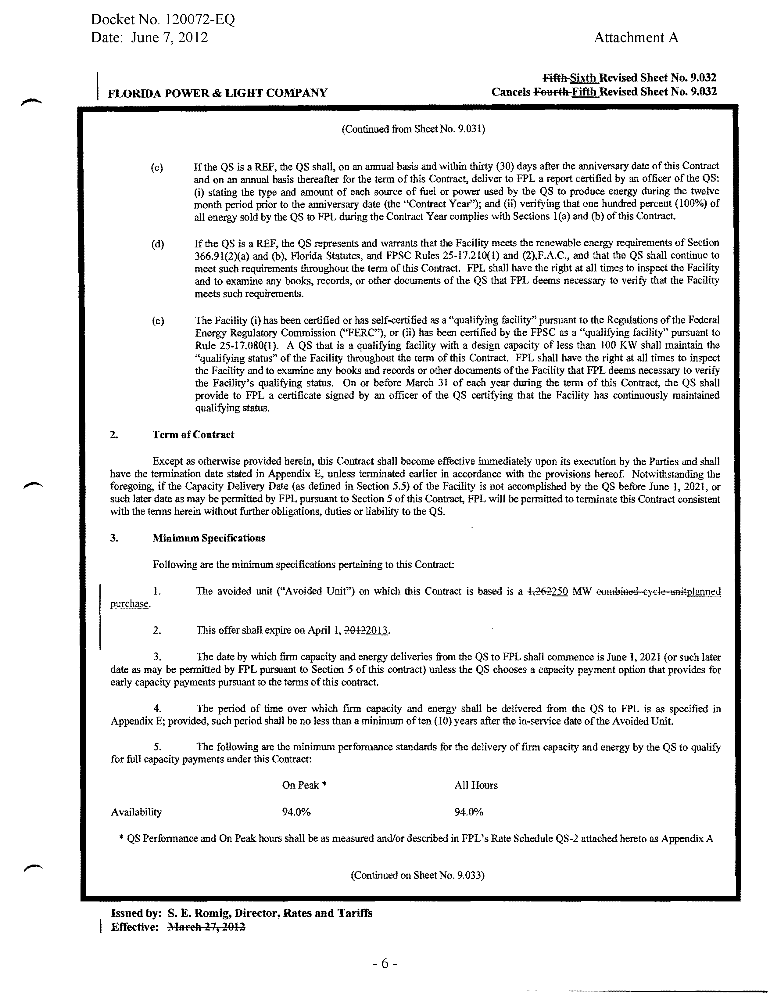 Docket No. 120072-EQ
Date: June 7, 2012
Attachment A
Fifth Sixth Revised Sheet No. 9.032
FLORIDA POWER & LIGHT COMPANY
Cancels Fourth Fifth Revised Sheet No. 9.032
(Continued from Sheet No. 9.031)
(c) If the QS is a REF, the QS shall, on an annual basis and within thirty (30) days after the anniversary date of this Contract
and on an annual basis thereafter for the term of this Contract, deliver to FPL a report certified by an officer of the QS:
(i) stating the type and amount of each source of fuel or power used by the QS to produce energy during the twelve
month period prior to the anniversary date (the “Contract Year”); and (ii) verifying that one hundred percent (100%) of
all energy sold by the QS to FPL during the Contract Year complies with Sections 1(a) and (b) of this Contract.
(d) If the QS is a REF, the QS represents and warrants that the Facility meets the renewable energy requirements of Section
366.91(2)(a) and (b), Florida Statutes, and FPSC Rules 25-17.210(1) and (2),F.A.C., and that the QS shall continue to
meet such requirements throughout the term of this Contract. FPL shall have the right at all times to inspect the Facility
and to examine any books, records, or other documents of the QS that FPL deems necessary to verify that the Facility
meets such requirements.
(e) The Facility (i) has been certified or has self-certified as a “qualifying facility” pursuant to the Regulations of the Federal
Energy Regulatory Commission (“FERC”), or (ii) has been certified by the FPSC as a “qualifying facility” pursuant to
Rule 25-17.080(1). A QS that is a qualifying facility with a design capacity of less than 100 KW shall maintain the
“qualifying status” of the Facility throughout the term of this Contract. FPL shall have the right at all times to inspect
the Facility and to examine any books and records or other documents of the Facility that FPL deems necessary to verify
the Facility’s qualifying status. On or before March 31 of each year during the term of this Contract, the QS shall
provide to FPL a certificate signed by an officer of the QS certifying that the Facility has continuously maintained
qualifying status.
2. Term of Contract
Except as otherwise provided herein, this Contract shall become effective immediately upon its execution by the Parties and shall
have the termination date stated in Appendix E, unless terminated earlier in accordance with the provisions hereof. Notwithstanding the
foregoing, if the Capacity Delivery Date (as defined in Section 5.5) of the Facility is not accomplished by the QS before June 1, 2021, or
such later date as may be permitted by FPL pursuant to Section 5 of this Contract, FPL will be permitted to terminate this Contract consistent
with the terms herein without further obligations, duties or liability to the QS.
3. Minimum Specifications
Following are the minimum specifications pertaining to this Contract:
1. The avoided unit (“Avoided Unit”) on which this Contract is based is a 1,262250 MW combined cycle unitplanned
purchase.
2. This offer shall expire on April 1, 20122013.
3. The date by which firm capacity and energy deliveries from the QS to FPL shall commence is June 1, 2021 (or such later
date as may be permitted by FPL pursuant to Section 5 of this contract) unless the QS chooses a capacity payment option that provides for
early capacity payments pursuant to the terms of this contract.
4. The period of time over which firm capacity and energy shall be delivered from the QS to FPL is as specified in
Appendix E; provided, such period shall be no less than a minimum of ten (10) years after the in-service date of the Avoided Unit.
5. The following are the minimum performance standards for the delivery of firm capacity and energy by the QS to qualify
for full capacity payments under this Contract:
On Peak * All Hours
Availability 94.0% 94.0%
* QS Performance and On Peak hours shall be as measured and/or described in FPL’s Rate Schedule QS-2 attached hereto as Appendix A
(Continued on Sheet No. 9.033)
Issued by: S. E. Romig, Director, Rates and Tariffs
Effective: March 27, 2012
- 6 -